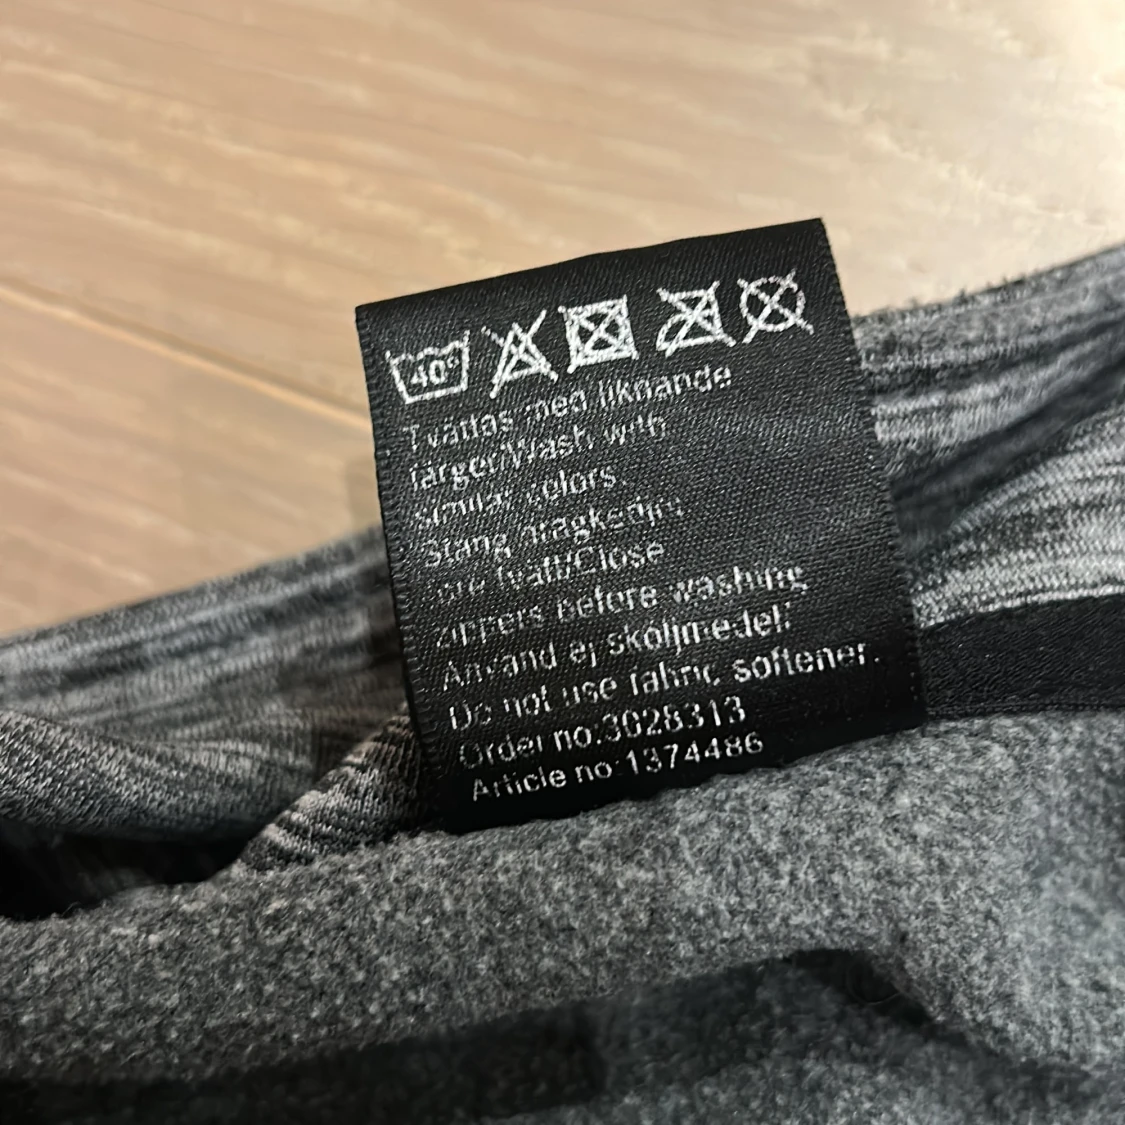 40°
Tvättas med liknande
färger/Wash with
similar colors.
Stäng dragkedja
före tvätt/Close
zippers before washing
Använd ej sköljmedel/
Do not use fabric softener.
Order no:3028313
Article no:1374486